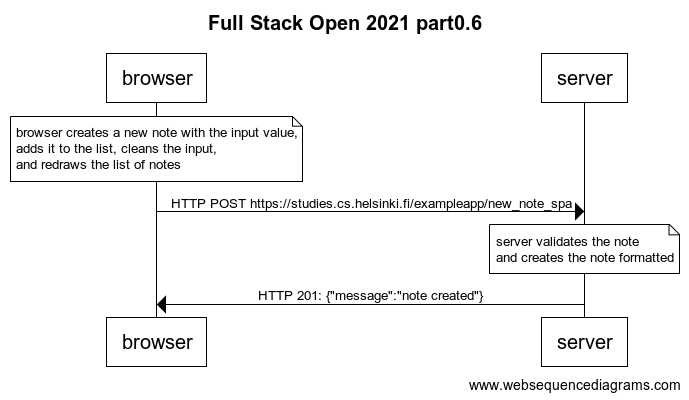 Full Stack Open 2021 part0.6
browser
server
browser creates a new note with the input value,
adds it to the list, cleans the input,
and redraws the list of notes
HTTP POST https://studies.cs.helsinki.fi/exampleapp/new_note_spa
server validates the note
and creates the note formatted
HTTP 201: {"message":"note created"}
browser
server
www.websequencediagrams.com